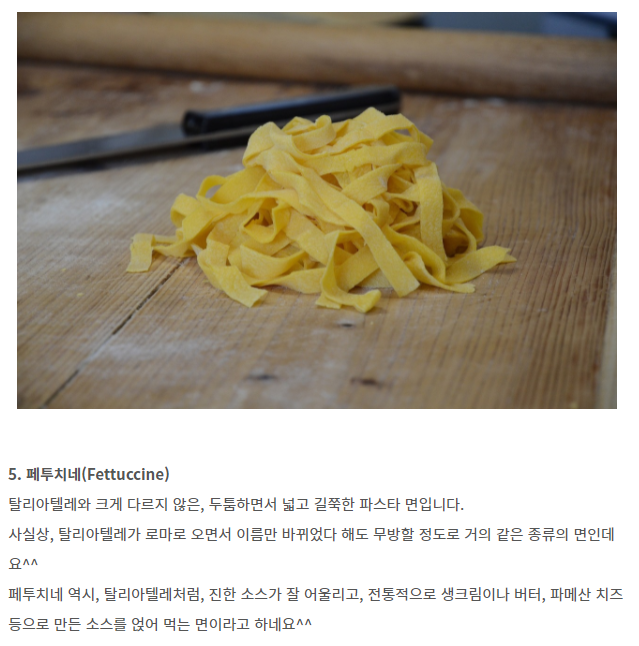 5. 페투치네(Fettuccine)
탈리아텔레와 크게 다르지 않은, 두툼하면서 넓고 길쭉한 파스타 면입니다.
사실상, 탈리아텔레가 로마로 오면서 이름만 바뀌었다 해도 무방할 정도로 거의 같은 종류의 면인데
요^^
페투치네 역시, 탈리아텔레처럼, 진한 소스가 잘 어울리고, 전통적으로 생크림이나 버터, 파메산 치즈
등으로 만든 소스를 얹어 먹는 면이라고 하네요^^